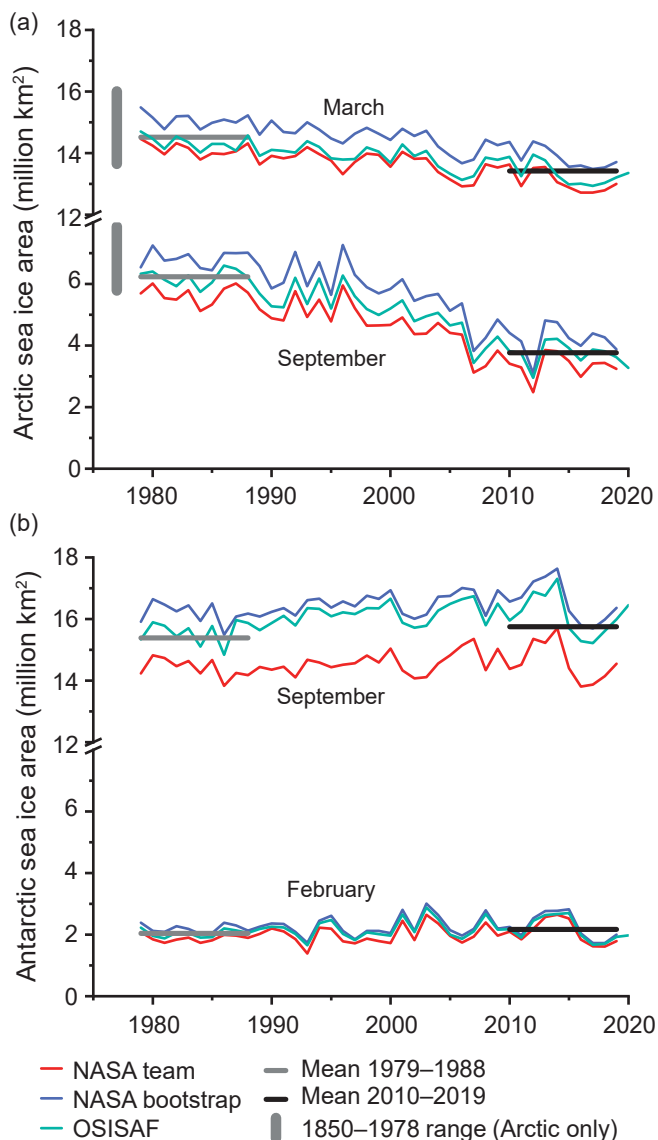 (a)
Arctic sea ice area (million km²)
18
16
14
12
6
4
2
0
March
September
1980 1990 2000 2010 2020
(b)
Antarctic sea ice area (million km²)
18
16
14
12
6
4
2
0
September
February
1980 1990 2000 2010 2020
NASA team Mean 1979–1988
NASA bootstrap Mean 2010–2019
OSISAF 1850–1978 range (Arctic only)